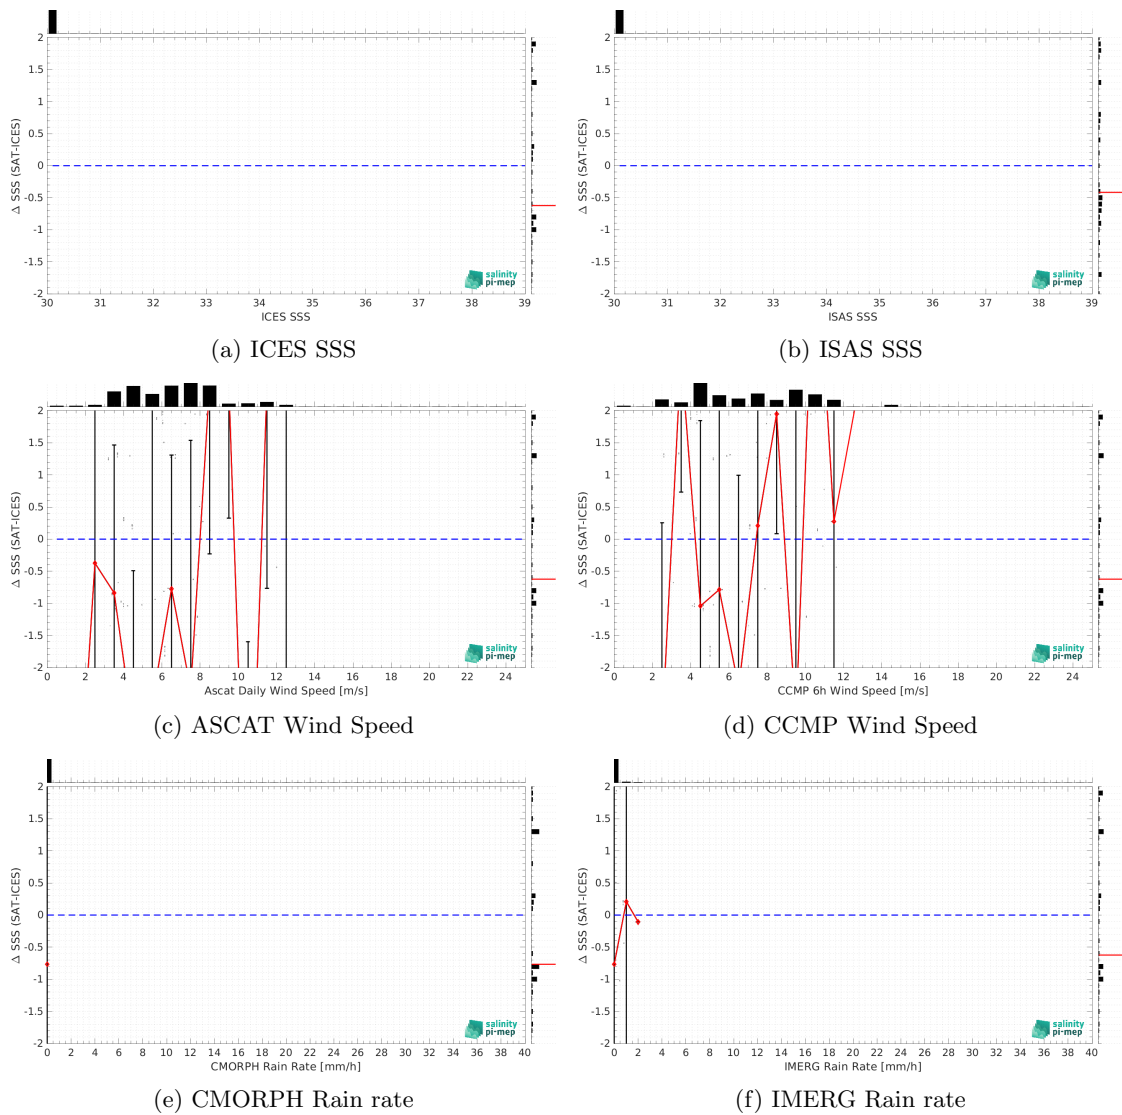 2
1.5
1
0.5
0
-0.5
-1
-1.5
-2
Δ SSS (SAT-ICES)
salinity
pi-mep
30 31 32 33 34 35 36 37 38 39
ICES SSS
(a) ICES SSS
2
1.5
1
0.5
0
-0.5
-1
-1.5
-2
Δ SSS (SAT-ICES)
salinity
pi-mep
30 31 32 33 34 35 36 37 38 39
ISAS SSS
(b) ISAS SSS
2
1.5
1
0.5
0
-0.5
-1
-1.5
-2
Δ SSS (SAT-ICES)
salinity
pi-mep
0 2 4 6 8 10 12 14 16 18 20 22 24
Ascat Daily Wind Speed [m/s]
(c) ASCAT Wind Speed
2
1.5
1
0.5
0
-0.5
-1
-1.5
-2
Δ SSS (SAT-ICES)
salinity
pi-mep
0 2 4 6 8 10 12 14 16 18 20 22 24
CCMP 6h Wind Speed [m/s]
(d) CCMP Wind Speed
2
1.5
1
0.5
0
-0.5
-1
-1.5
-2
Δ SSS (SAT-ICES)
salinity
pi-mep
0 2 4 6 8 10 12 14 16 18 20 22 24 26 28 30 32 34 36 38 40
CMORPH Rain Rate [mm/h]
(e) CMORPH Rain rate
2
1.5
1
0.5
0
-0.5
-1
-1.5
-2
Δ SSS (SAT-ICES)
salinity
pi-mep
0 2 4 6 8 10 12 14 16 18 20 22 24 26 28 30 32 34 36 38 40
IMERG Rain Rate [mm/h]
(f) IMERG Rain rate